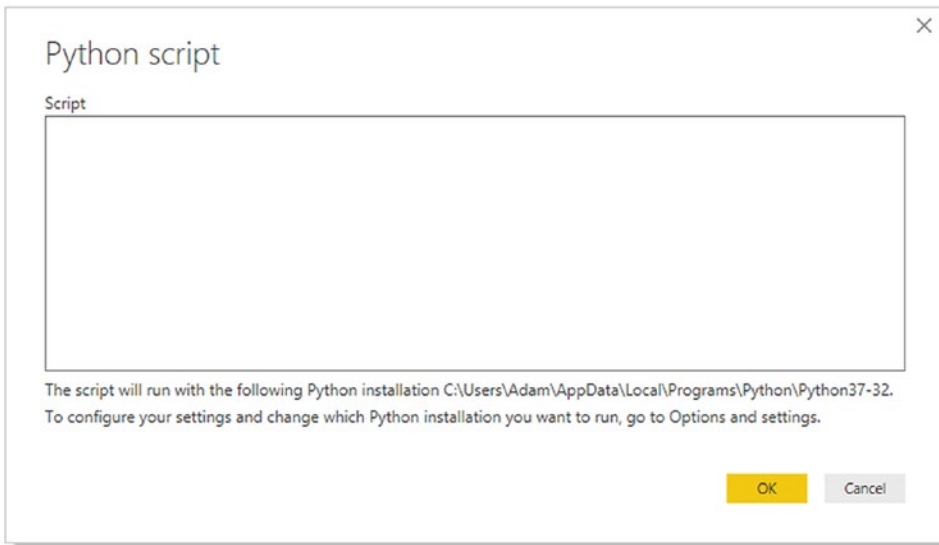 Python script
Script
The script will run with the following Python installation C:\Users\Adam\AppData\Local\Programs\Python\Python37-32.
To configure your settings and change which Python installation you want to run, go to Options and settings.
OK Cancel